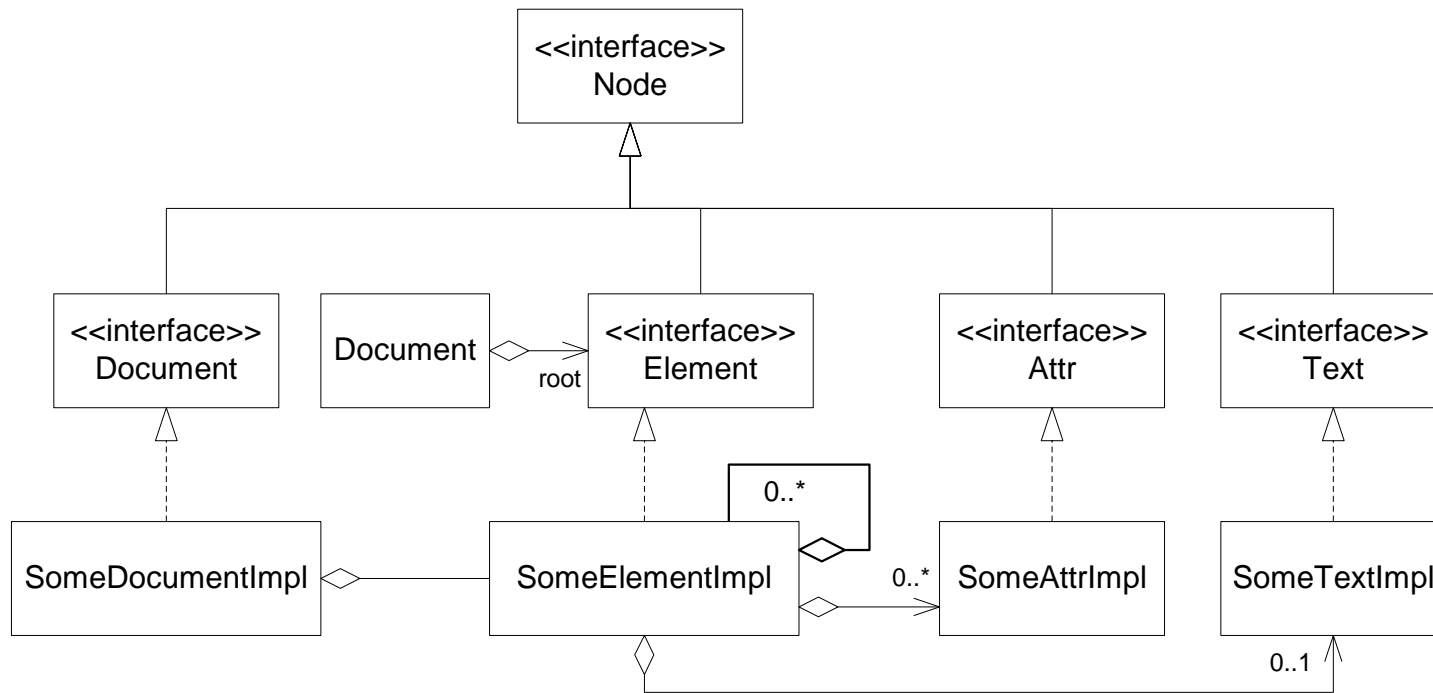 <<interface>>
Node
<<interface>>
Document
Document
root
<<interface>>
Element
<<interface>>
Attr
<<interface>>
Text
0..*
SomeDocumentImpl
SomeElementImpl
0..*
SomeAttrImpl
SomeTextImpl
0..1